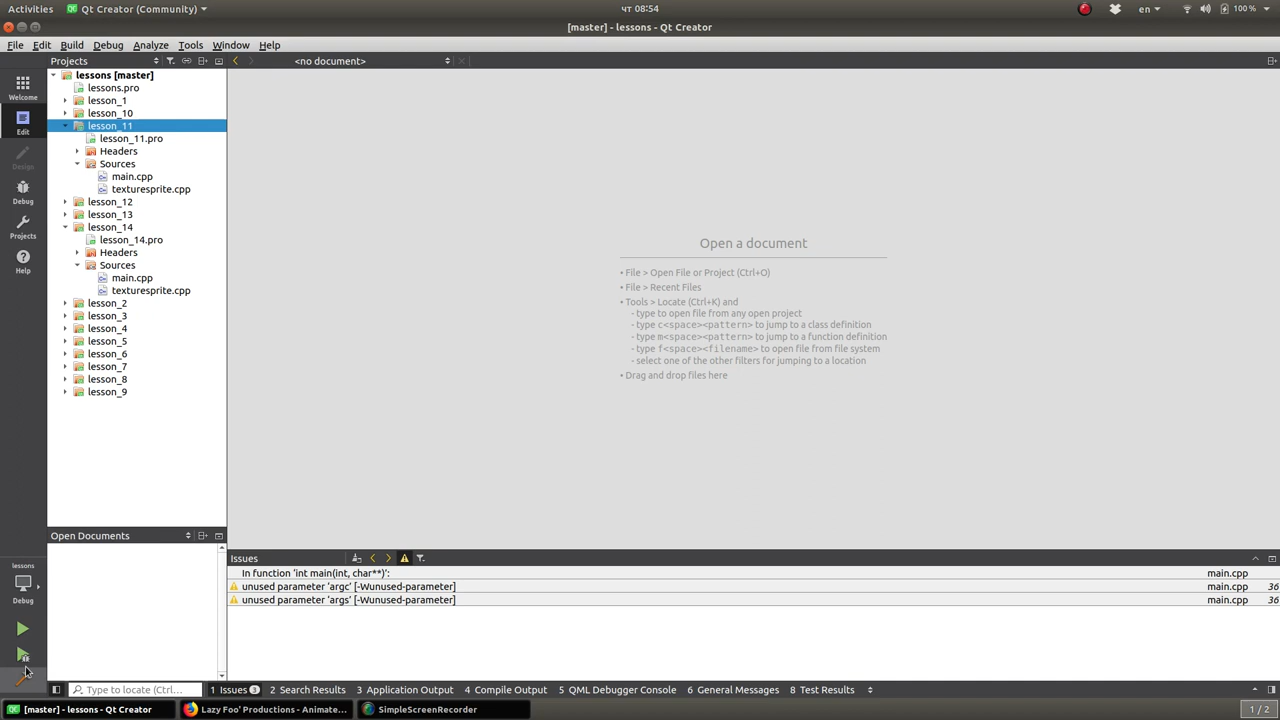 Activities
Qt Creator (Community)
чт 08:54
en
100 %
[master] - lessons - Qt Creator
File Edit Build Debug Analyze Tools Window Help
Projects
<no document>
Welcome
Edit
Design
Debug
Projects
Help
lessons [master]
lessons.pro
lesson_1
lesson_10
lesson_11
lesson_11.pro
Headers
Sources
main.cpp
texturesprite.cpp
lesson_12
lesson_13
lesson_14
lesson_14.pro
Headers
Sources
main.cpp
texturesprite.cpp
lesson_2
lesson_3
lesson_4
lesson_5
lesson_6
lesson_7
lesson_8
lesson_9
Open a document
• File > Open File or Project (Ctrl+O)
• File > Recent Files
• Tools > Locate (Ctrl+K) and
- type to open file from any open project
- type c<space><pattern> to jump to a class definition
- type m<space><pattern> to jump to a function definition
- type f<space><filename> to open file from file system
- select one of the other filters for jumping to a location
• Drag and drop files here
Open Documents
lessons
Debug
Issues
In function ‘int main(int, char**)’: main.cpp
unused parameter ‘argc’ [-Wunused-parameter] main.cpp 36
unused parameter ‘args’ [-Wunused-parameter] main.cpp 36
Type to locate (Ctrl...
1 Issues 3
2 Search Results
3 Application Output
4 Compile Output
5 QML Debugger Console
6 General Messages
8 Test Results
[master] - lessons - Qt Creator
Lazy Foo' Productions - Animate...
SimpleScreenRecorder
1 / 2